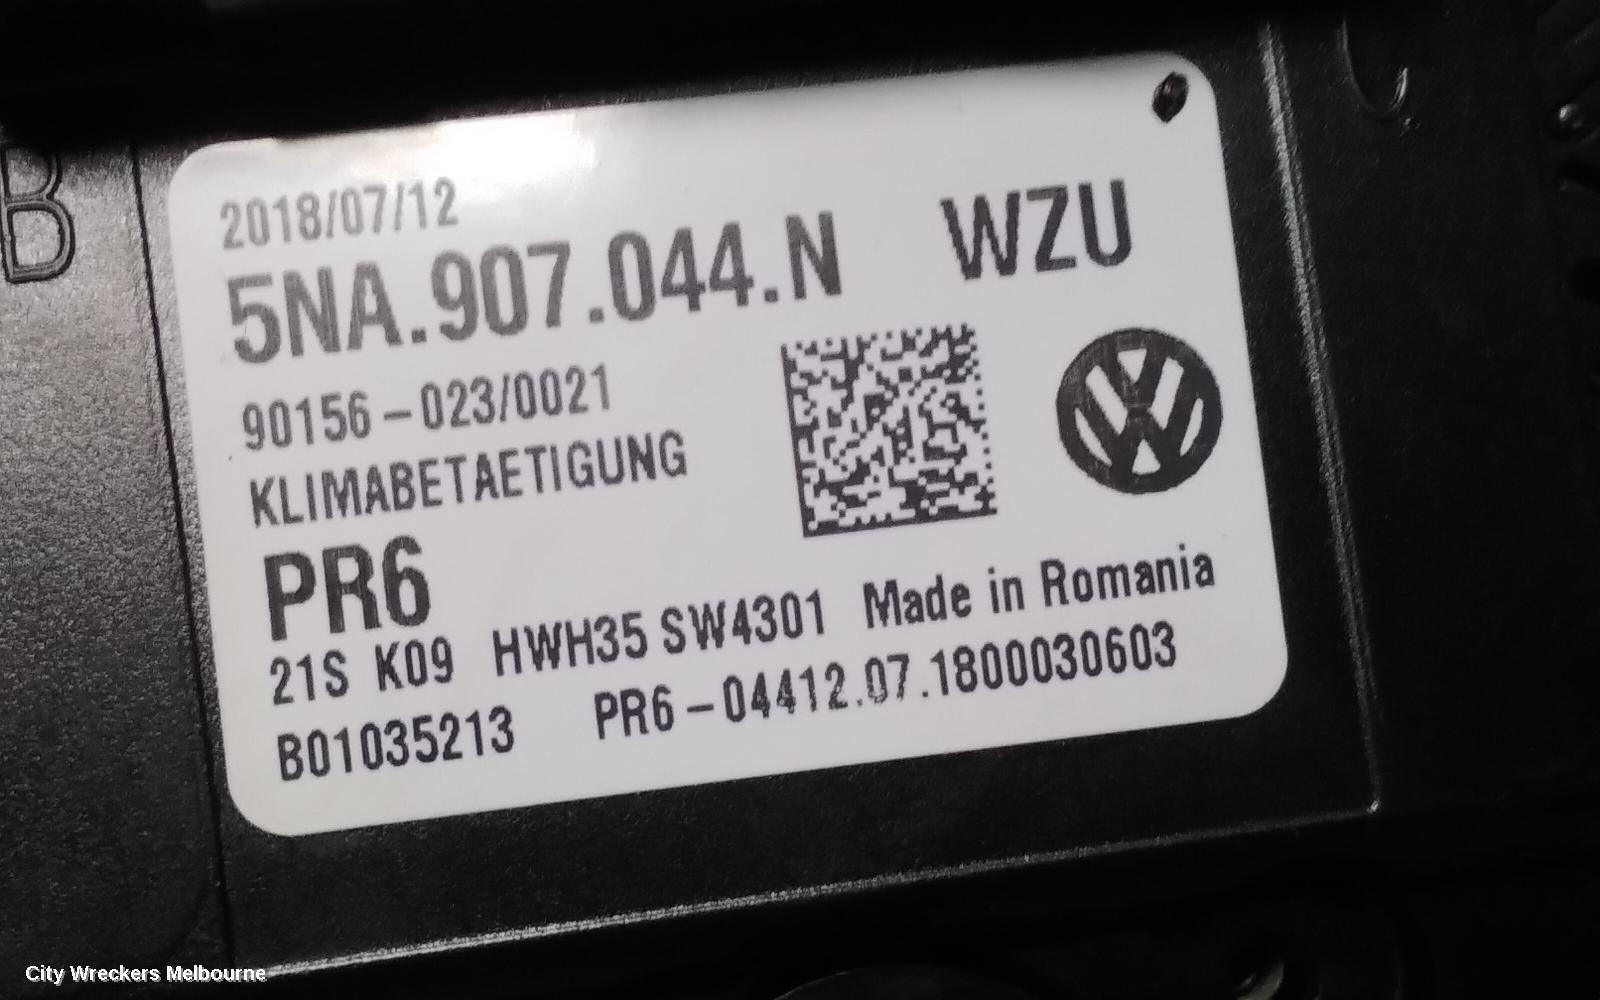 B
2018/07/12
5NA.907.044.N WZU
90156-023/0021
KLIMABETAETIGUNG
PR6
21S K09 HWH35 SW4301 Made in Romania
B01035213 PR6-04412.07.1800030603
City Wreckers Melbourne